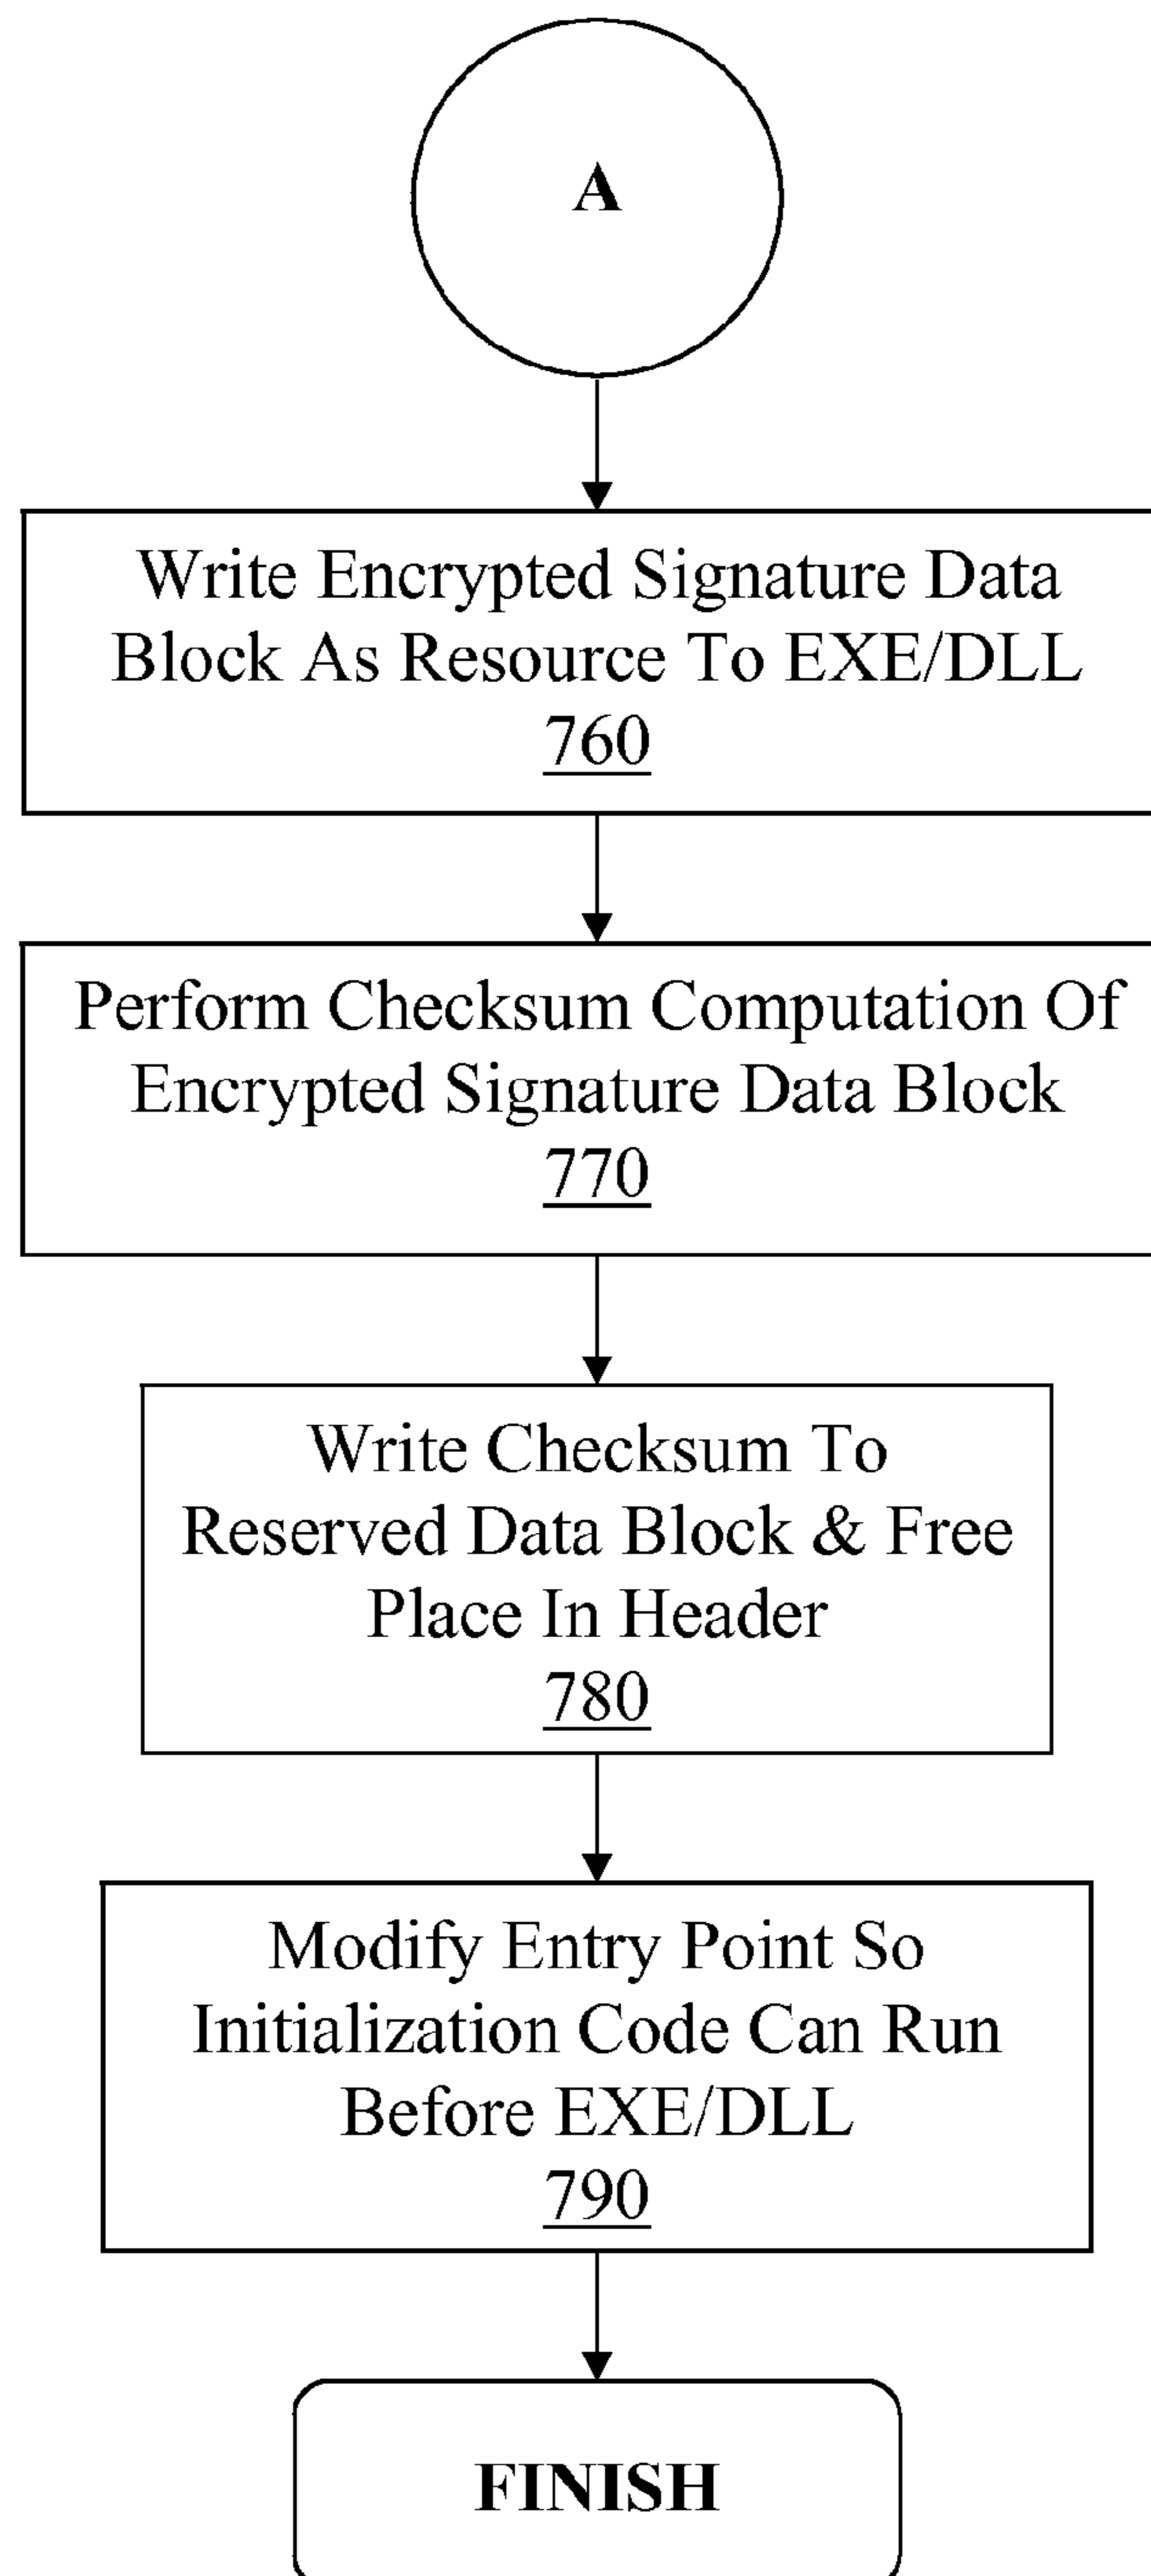 A
Write Encrypted Signature Data
Block As Resource To EXE/DLL
760
Perform Checksum Computation Of
Encrypted Signature Data Block
770
Write Checksum To
Reserved Data Block & Free
Place In Header
780
Modify Entry Point So
Initialization Code Can Run
Before EXE/DLL
790
FINISH